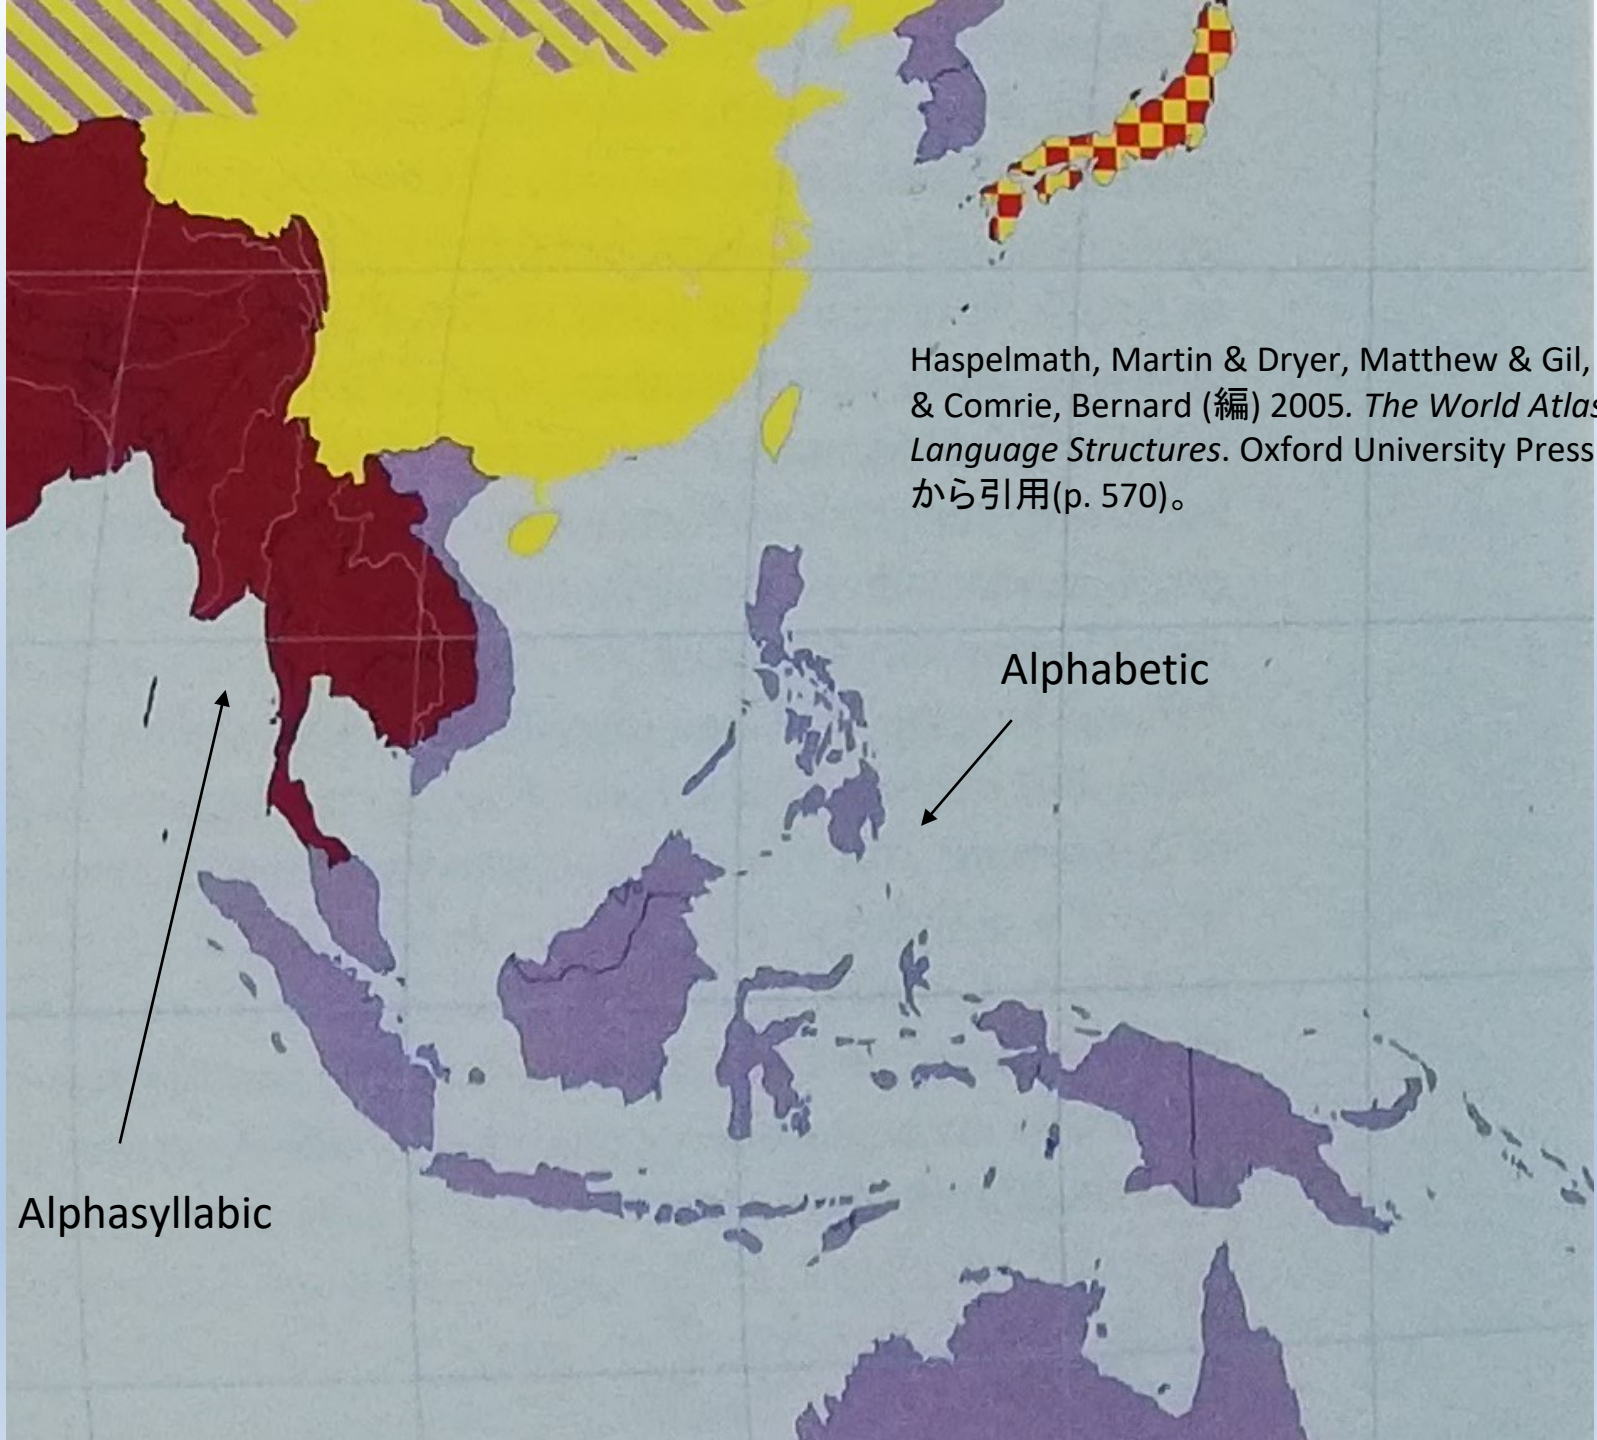 Haspelmath, Martin & Dryer, Matthew & Gil,
& Comrie, Bernard (編) 2005. The World Atlas
Language Structures. Oxford University Press
から引用(p. 570)。
Alphabetic
Alphasyllabic